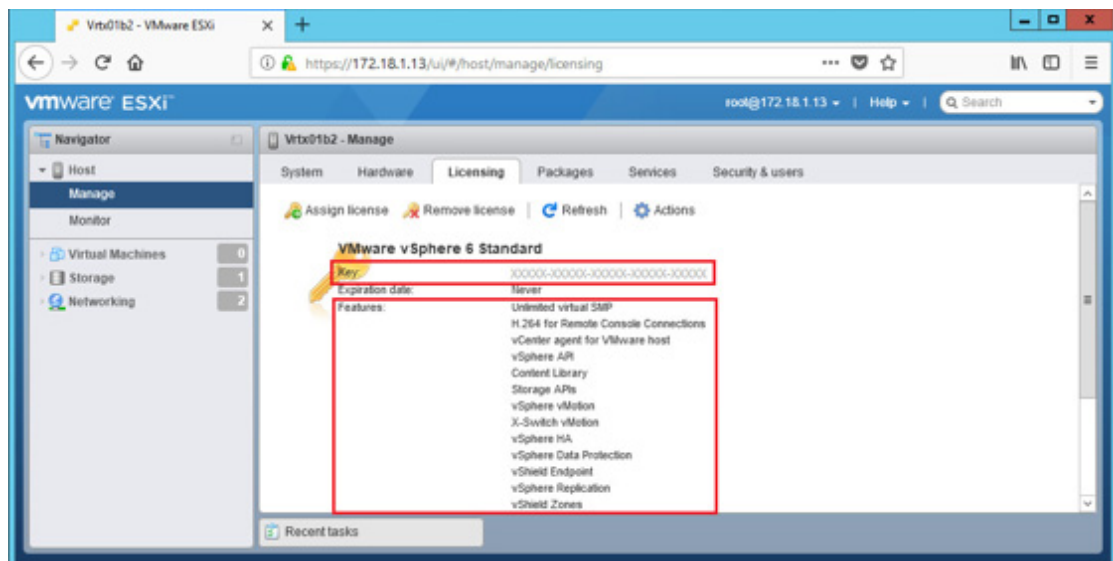 Vrtx01b2 - VMware ESXi
https://172.18.1.13/ui/#/host/manage/licensing
vmware ESXi™
root@172.18.1.13
Help
Search
Navigator
Vrtx01b2 - Manage
Host
Manage
Monitor
Virtual Machines 0
Storage 1
Networking 2
System Hardware Licensing Packages Services Security & users
Assign license Remove license Refresh Actions
VMware vSphere 6 Standard
Key: XXXXX-XXXXX-XXXXX-XXXXX-XXXXX
Expiration date: Never
Features: Unlimited virtual SMP
H.264 for Remote Console Connections
vCenter agent for VMware host
vSphere API
Content Library
Storage APIs
vSphere vMotion
X-Switch vMotion
vSphere HA
vSphere Data Protection
vShield Endpoint
vSphere Replication
vShield Zones
Recent tasks